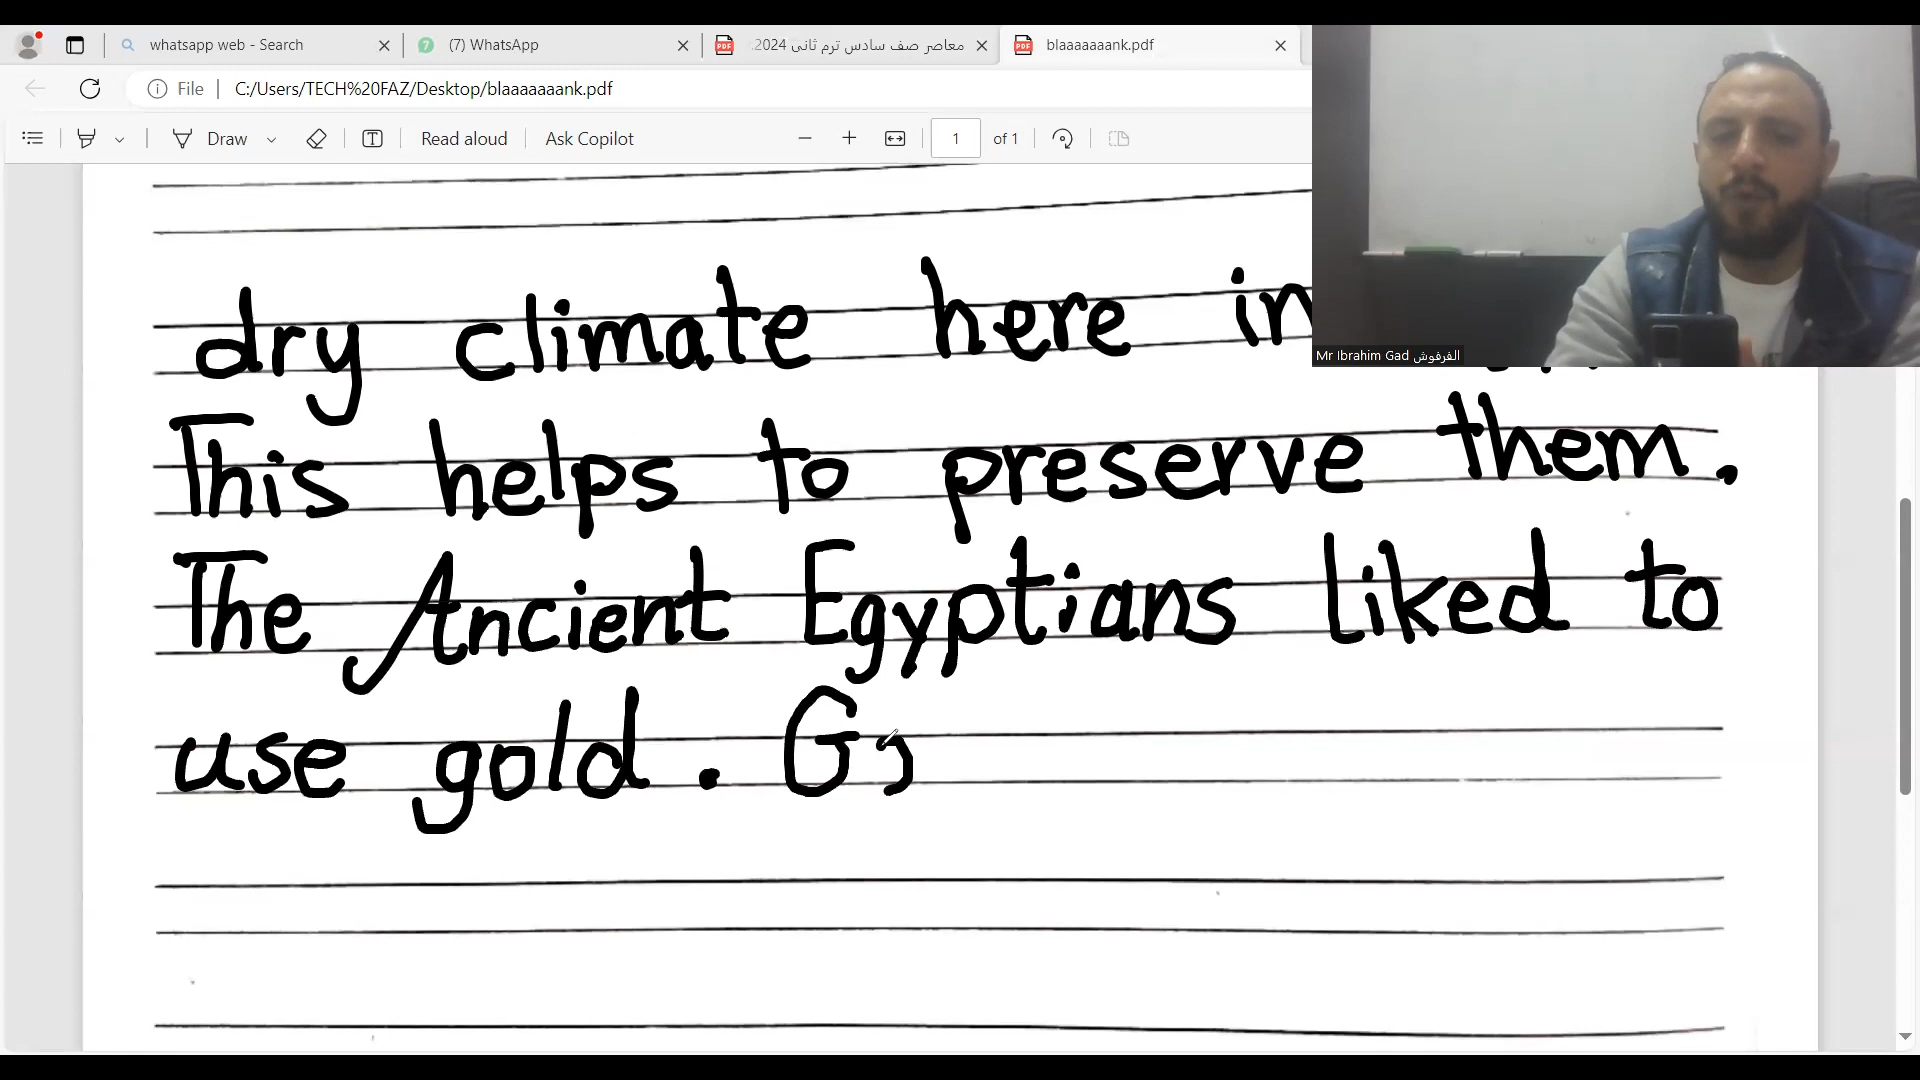 whatsapp web - Search
(7) WhatsApp
معاصر صف سادس ترم ثانى 2024
blaaaaaaank.pdf
File C:/Users/TECH%20FAZ/Desktop/blaaaaaaank.pdf
Draw Read aloud Ask Copilot 1 of 1
Mr Ibrahim Gad الفرفوش
dry climate here in
This helps to preserve them.
The Ancient Egyptians liked to
use gold. G